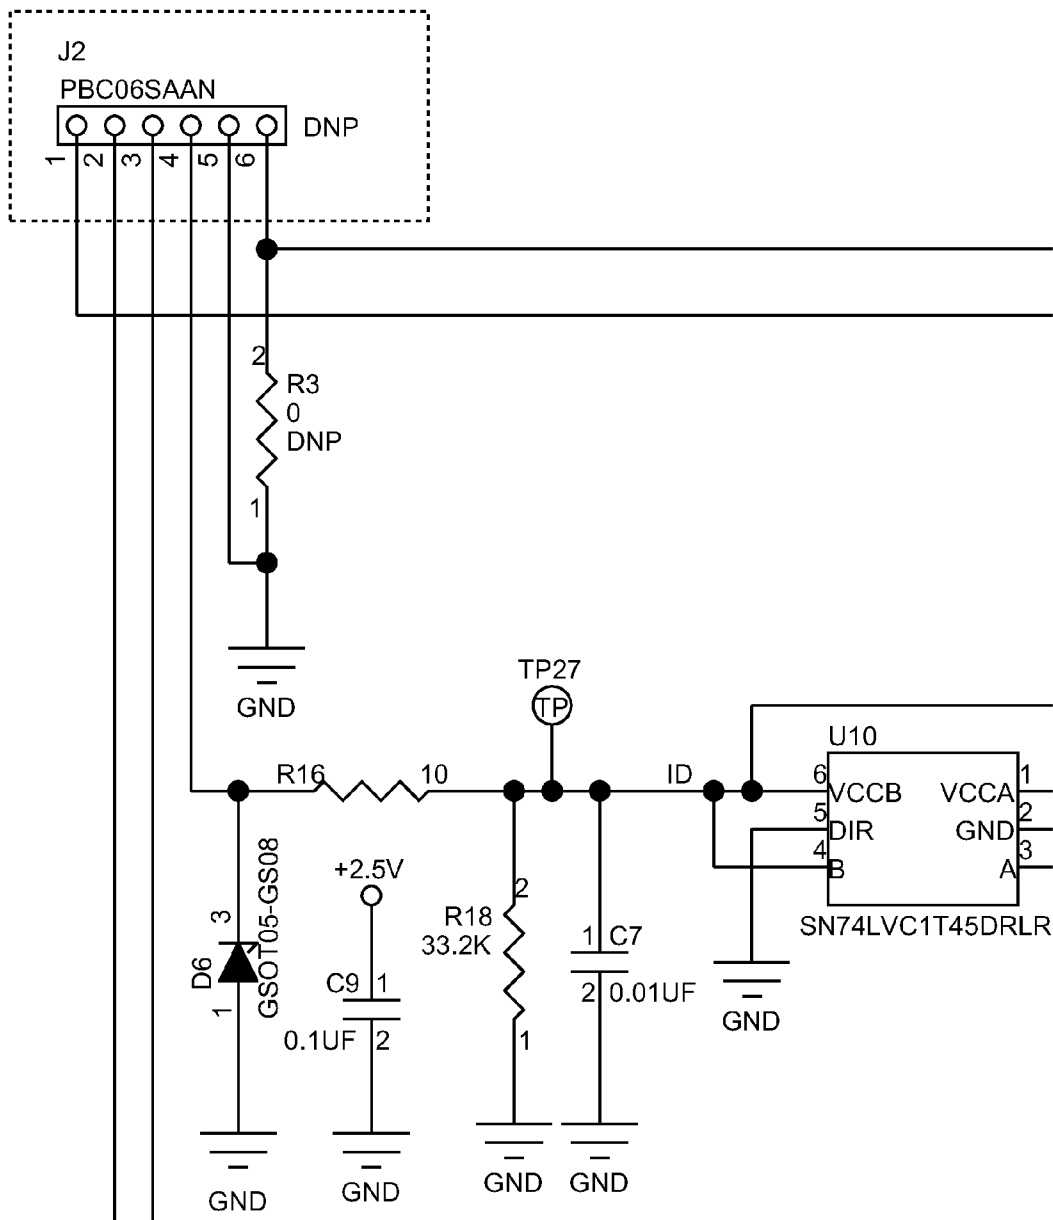 J2
PBC06SAAN
DNP
1
2
3
4
5
6
2
R3
0
DNP
1
GND
TP27
TP
U10
R16
10
ID
6
VCCB
VCCA
1
5
DIR
GND
2
4
B
A
3
SN74LVC1T45DRLR
GND
3
D6
GSOT05-GS08
1
GND
+2.5V
C9
1
0.1UF
2
GND
2
R18
33.2K
1
GND
1
C7
2
0.01UF
GND